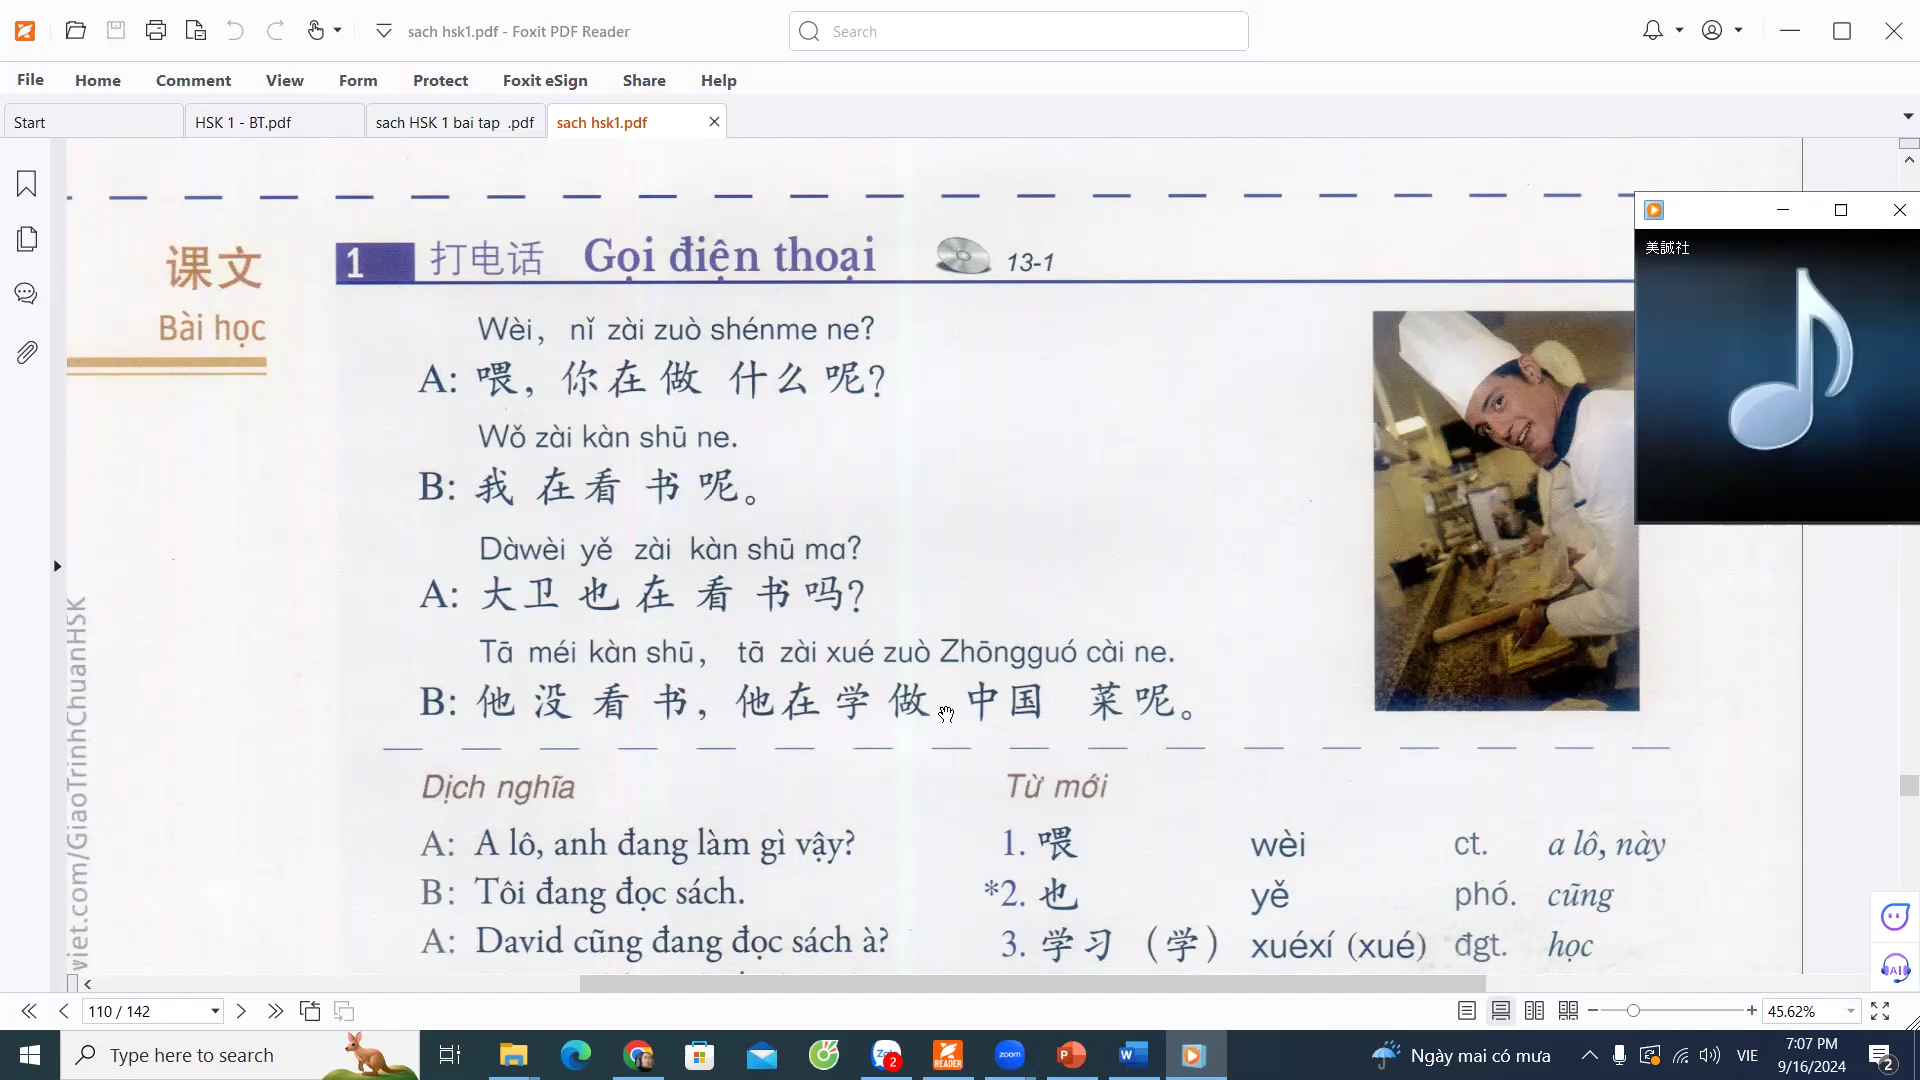 sach hsk1.pdf - Foxit PDF Reader
Search
File Home Comment View Form Protect Foxit eSign Share Help
Start
HSK 1 - BT.pdf
sach HSK 1 bai tap .pdf
sach hsk1.pdf
美誠社
课文
Bài học
1 打电话 Gọi điện thoại 13-1
Wèi, nǐ zài zuò shénme ne?
A: 喂, 你在做什么呢?
Wǒ zài kàn shū ne.
B: 我在看书呢。
Dàwèi yě zài kàn shū ma?
A: 大卫也在看书吗?
Tā méi kàn shū, tā zài xué zuò Zhōngguó cài ne.
B: 他没看书, 他在学做中国菜呢。
Dịch nghĩa
A: A lô, anh đang làm gì vậy?
B: Tôi đang đọc sách.
A: David cũng đang đọc sách à?
Từ mới
1. 喂 wèi ct. a lô, này
*2. 也 yě phó. cũng
3. 学习 (学) xuéxí (xué) đgt. học
viet.com/GiaoTrinhChuanHSK
110 / 142
45.62%
Type here to search
Ngày mai có mưa
VIE
7:07 PM
9/16/2024
2
2
zoom
READER
AI